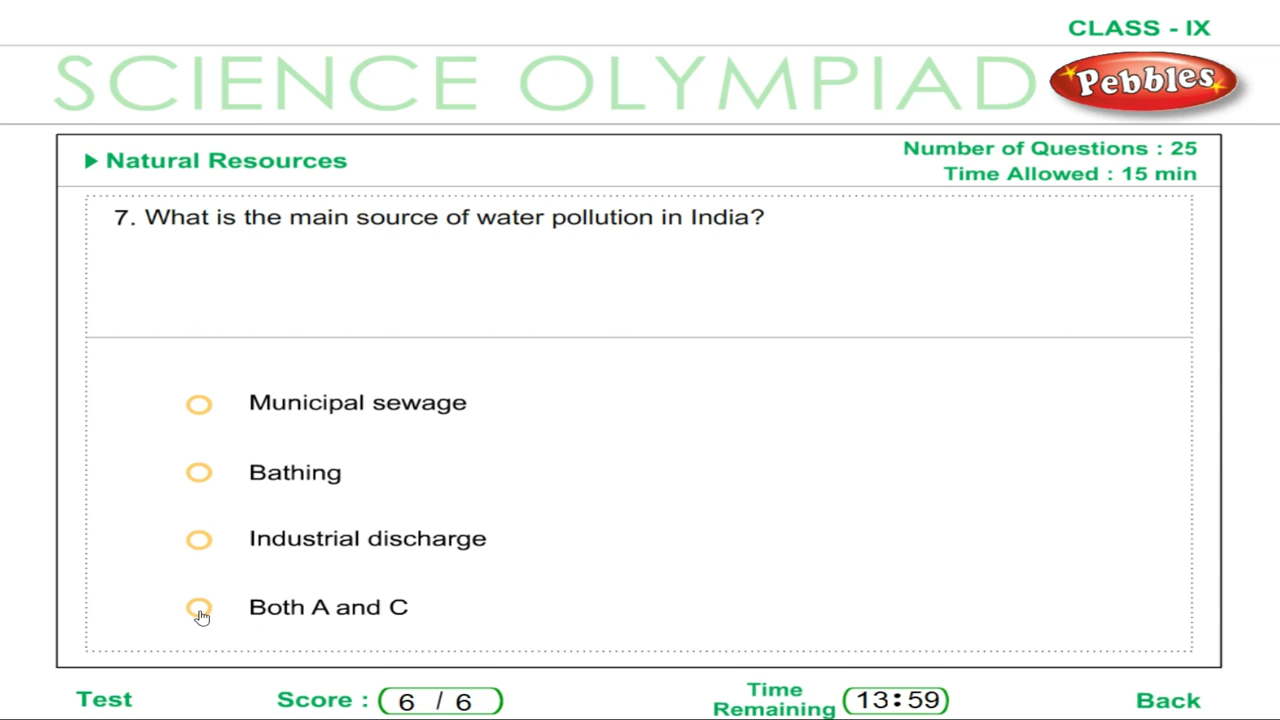 CLASS - IX
SCIENCE OLYMPIAD
Pebbles
Natural Resources
Number of Questions : 25
Time Allowed : 15 min
7. What is the main source of water pollution in India?
Municipal sewage
Bathing
Industrial discharge
Both A and C
Test
Score : ( 6 / 6 )
Time Remaining (13:59)
Back